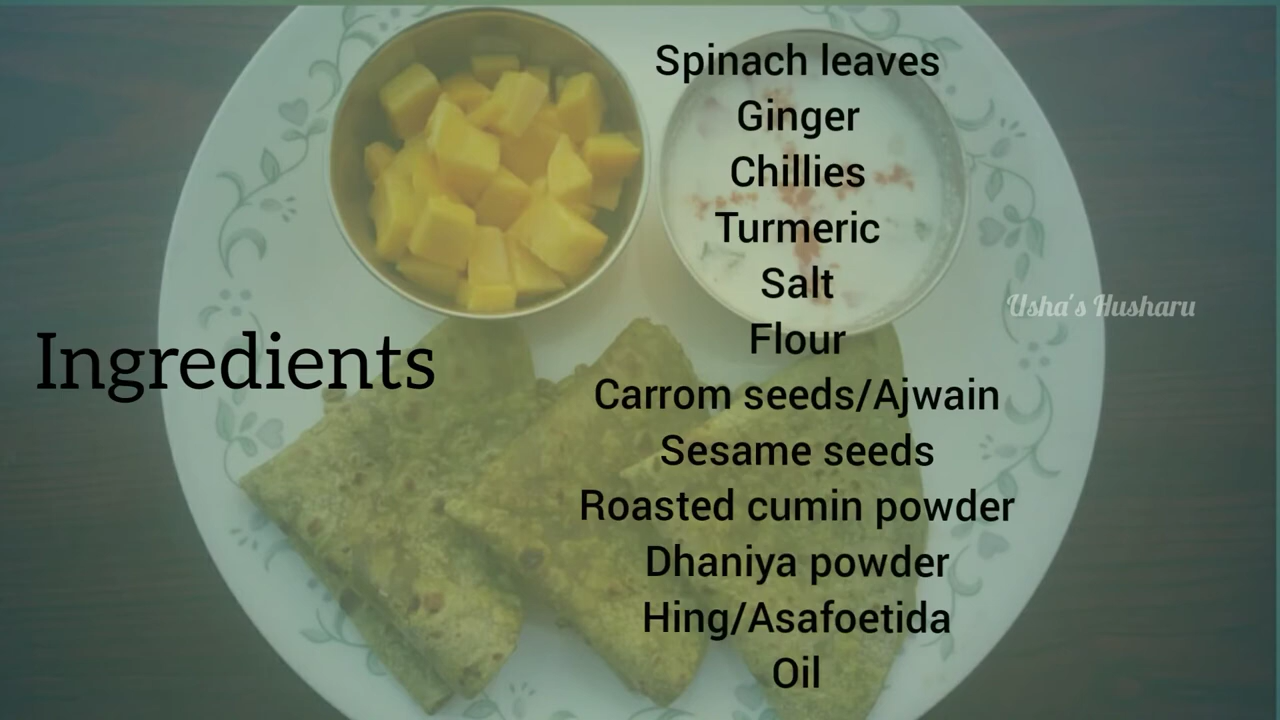 Ingredients
Spinach leaves
Ginger
Chillies
Turmeric
Salt
Flour
Carrom seeds/Ajwain
Sesame seeds
Roasted cumin powder
Dhaniya powder
Hing/Asafoetida
Oil
Usha's Husharu